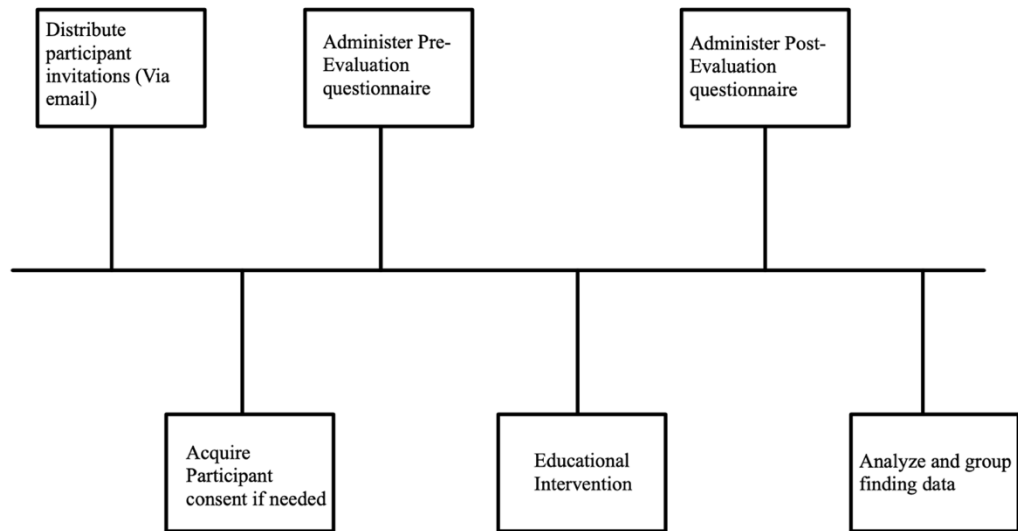 Distribute
participant
invitations (Via
email)
Administer Pre-
Evaluation
questionnaire
Administer Post-
Evaluation
questionnaire
Acquire
Participant
consent if needed
Educational
Intervention
Analyze and group
finding data